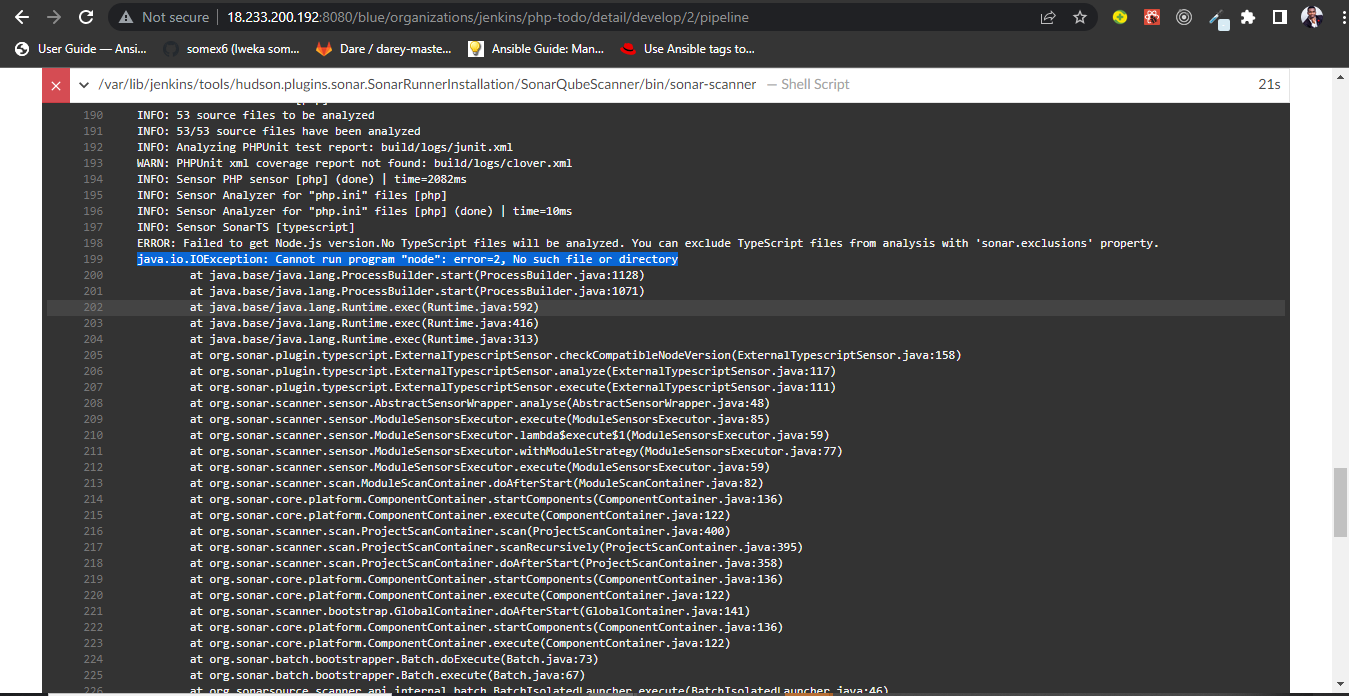 Not secure
18.233.200.192:8080/blue/organizations/jenkins/php-todo/detail/develop/2/pipeline
User Guide — Ansi...
somex6 (Iweka som...
Dare / darey-maste...
Ansible Guide: Man...
Use Ansible tags to...
/var/lib/jenkins/tools/hudson.plugins.sonar.SonarRunnerInstallation/SonarQubeScanner/bin/sonar-scanner — Shell Script 21s
190 INFO: 53 source files to be analyzed
191 INFO: 53/53 source files have been analyzed
192 INFO: Analyzing PHPUnit test report: build/logs/junit.xml
193 WARN: PHPUnit xml coverage report not found: build/logs/clover.xml
194 INFO: Sensor PHP sensor [php] (done) | time=2082ms
195 INFO: Sensor Analyzer for "php.ini" files [php]
196 INFO: Sensor Analyzer for "php.ini" files [php] (done) | time=10ms
197 INFO: Sensor SonarTS [typescript]
198 ERROR: Failed to get Node.js version.No TypeScript files will be analyzed. You can exclude TypeScript files from analysis with 'sonar.exclusions' property.
199 java.io.IOException: Cannot run program "node": error=2, No such file or directory
200 at java.base/java.lang.ProcessBuilder.start(ProcessBuilder.java:1128)
201 at java.base/java.lang.ProcessBuilder.start(ProcessBuilder.java:1071)
202 at java.base/java.lang.Runtime.exec(Runtime.java:592)
203 at java.base/java.lang.Runtime.exec(Runtime.java:416)
204 at java.base/java.lang.Runtime.exec(Runtime.java:313)
205 at org.sonar.plugin.typescript.ExternalTypescriptSensor.checkCompatibleNodeVersion(ExternalTypescriptSensor.java:158)
206 at org.sonar.plugin.typescript.ExternalTypescriptSensor.analyze(ExternalTypescriptSensor.java:117)
207 at org.sonar.plugin.typescript.ExternalTypescriptSensor.execute(ExternalTypescriptSensor.java:111)
208 at org.sonar.scanner.sensor.AbstractSensorWrapper.analyse(AbstractSensorWrapper.java:48)
209 at org.sonar.scanner.sensor.ModuleSensorsExecutor.execute(ModuleSensorsExecutor.java:85)
210 at org.sonar.scanner.sensor.ModuleSensorsExecutor.lambda$execute$1(ModuleSensorsExecutor.java:59)
211 at org.sonar.scanner.sensor.ModuleSensorsExecutor.withModuleStrategy(ModuleSensorsExecutor.java:77)
212 at org.sonar.scanner.sensor.ModuleSensorsExecutor.execute(ModuleSensorsExecutor.java:59)
213 at org.sonar.scanner.scan.ModuleScanContainer.doAfterStart(ModuleScanContainer.java:82)
214 at org.sonar.core.platform.ComponentContainer.startComponents(ComponentContainer.java:136)
215 at org.sonar.core.platform.ComponentContainer.execute(ComponentContainer.java:122)
216 at org.sonar.scanner.scan.ProjectScanContainer.scan(ProjectScanContainer.java:400)
217 at org.sonar.scanner.scan.ProjectScanContainer.scanRecursively(ProjectScanContainer.java:395)
218 at org.sonar.scanner.scan.ProjectScanContainer.doAfterStart(ProjectScanContainer.java:358)
219 at org.sonar.core.platform.ComponentContainer.startComponents(ComponentContainer.java:136)
220 at org.sonar.core.platform.ComponentContainer.execute(ComponentContainer.java:122)
221 at org.sonar.scanner.bootstrap.GlobalContainer.doAfterStart(GlobalContainer.java:141)
222 at org.sonar.core.platform.ComponentContainer.startComponents(ComponentContainer.java:136)
223 at org.sonar.core.platform.ComponentContainer.execute(ComponentContainer.java:122)
224 at org.sonar.batch.bootstrapper.Batch.doExecute(Batch.java:73)
225 at org.sonar.batch.bootstrapper.Batch.execute(Batch.java:67)
226 at org.sonarsource.scanner.api.internal.batch.BatchIsolatedLauncher.execute(BatchIsolatedLauncher.java:46)